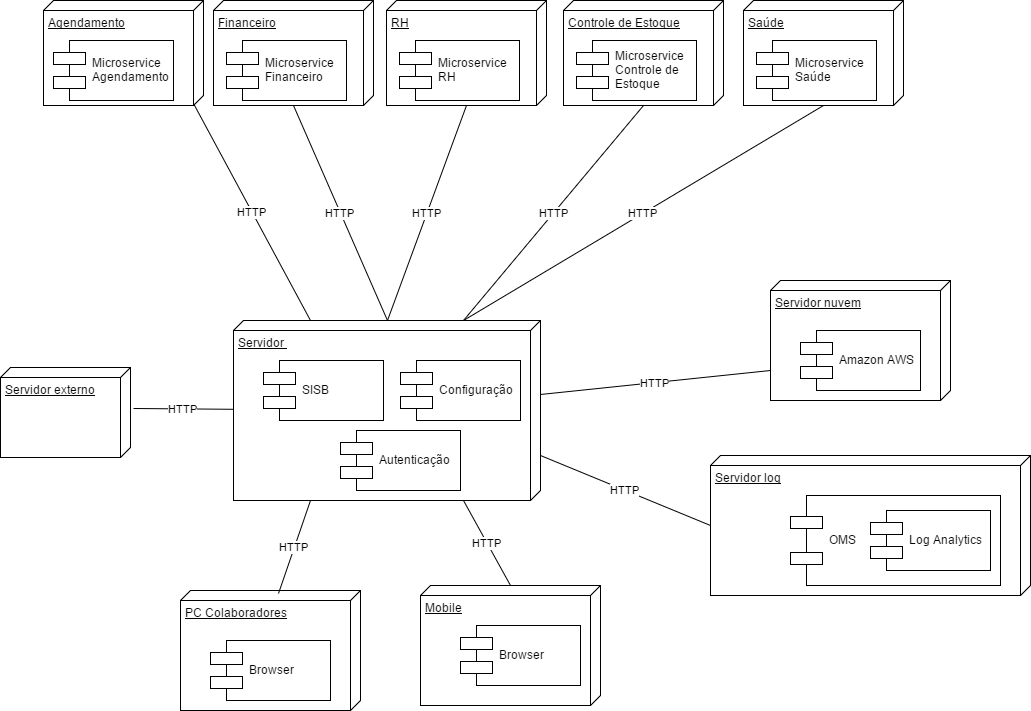 Agendamento
Microservice
Agendamento
Financeiro
Microservice
Financeiro
RH
Microservice
RH
Controle de Estoque
Microservice
Controle de
Estoque
Saúde
Microservice
Saúde
HTTP
HTTP
HTTP
HTTP
HTTP
Servidor nuvem
Amazon AWS
Servidor
SISB
Configuração
Autenticação
HTTP
Servidor externo
HTTP
Servidor log
OMS
Log Analytics
HTTP
HTTP
HTTP
PC Colaboradores
Browser
Mobile
Browser